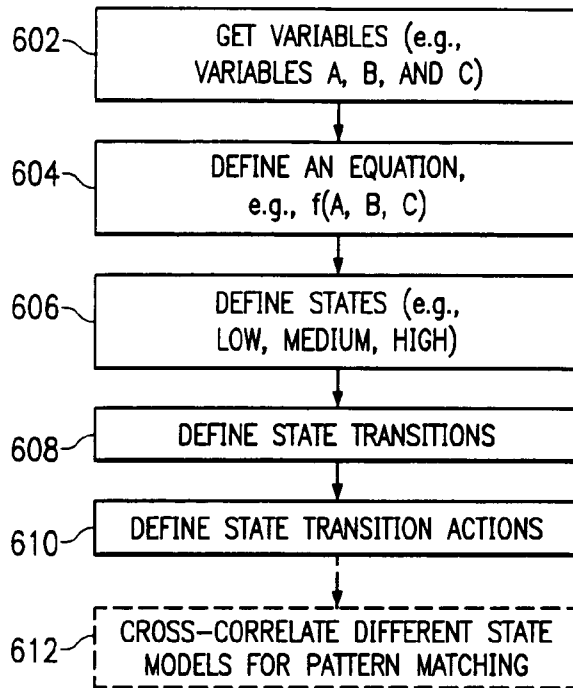 602
GET VARIABLES (e.g.,
VARIABLES A, B, AND C)
604
DEFINE AN EQUATION,
e.g., f(A, B, C)
606
DEFINE STATES (e.g.,
LOW, MEDIUM, HIGH)
608
DEFINE STATE TRANSITIONS
610
DEFINE STATE TRANSITION ACTIONS
612
CROSS-CORRELATE DIFFERENT STATE
MODELS FOR PATTERN MATCHING